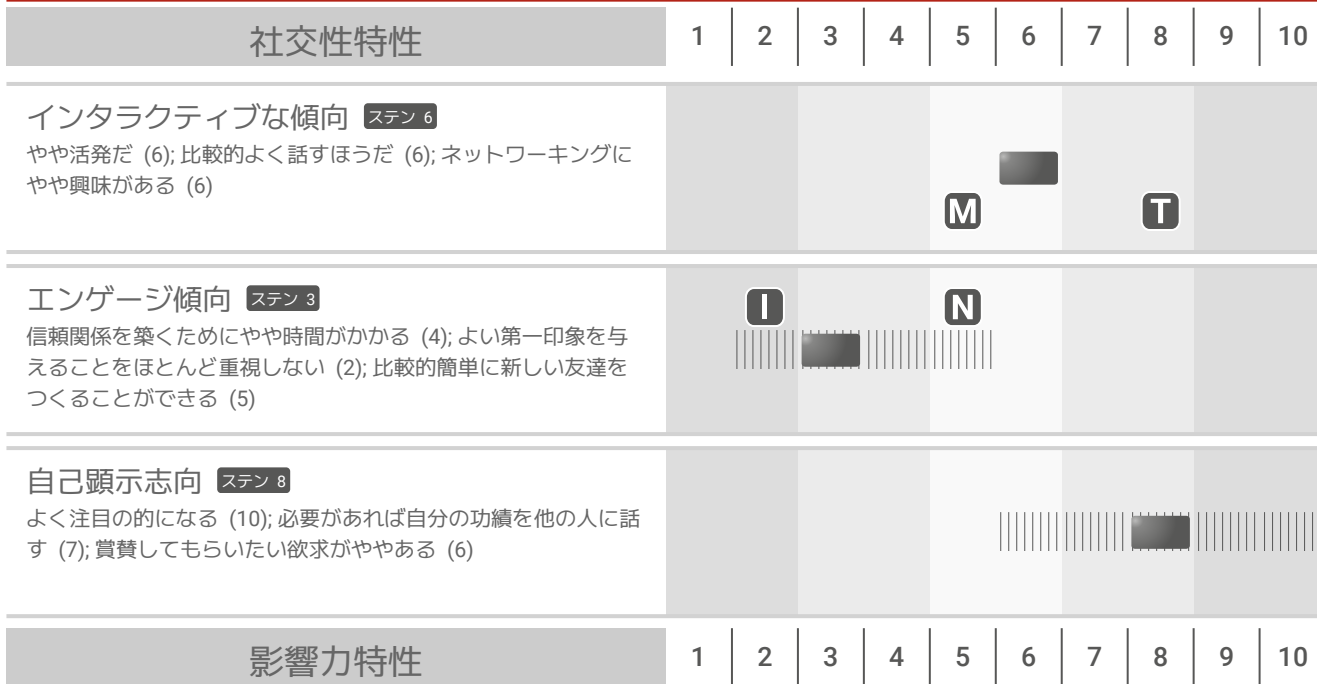 社交性特性 1 2 3 4 5 6 7 8 9 10
インタラクティブな傾向 ステン 6
やや活発だ (6); 比較的よく話すほうだ (6); ネットワーキングに
やや興味がある (6)
M T
エンゲージ傾向 ステン 3
I N
信頼関係を築くためにやや時間がかかる (4); よい第一印象を与
えることをほとんど重視しない (2); 比較的簡単に新しい友達を
つくることができる (5)
自己顕示志向 ステン 8
よく注目の的になる (10); 必要があれば自分の功績を他の人に話
す (7); 賞賛してもらいたい欲求がややある (6)
影響力特性 1 2 3 4 5 6 7 8 9 10